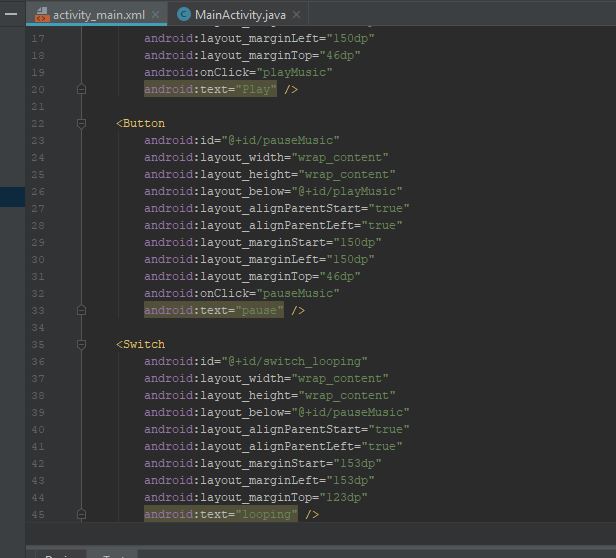 activity_main.xml
MainActivity.java
17 android:layout_marginLeft="150dp"
18 android:layout_marginTop="46dp"
19 android:onClick="playMusic"
20 android:text="Play" />
21
22 <Button
23 android:id="@+id/pauseMusic"
24 android:layout_width="wrap_content"
25 android:layout_height="wrap_content"
26 android:layout_below="@+id/playMusic"
27 android:layout_alignParentStart="true"
28 android:layout_alignParentLeft="true"
29 android:layout_marginStart="150dp"
30 android:layout_marginLeft="150dp"
31 android:layout_marginTop="46dp"
32 android:onClick="pauseMusic"
33 android:text="pause" />
34
35 <Switch
36 android:id="@+id/switch_looping"
37 android:layout_width="wrap_content"
38 android:layout_height="wrap_content"
39 android:layout_below="@+id/pauseMusic"
40 android:layout_alignParentStart="true"
41 android:layout_alignParentLeft="true"
42 android:layout_marginStart="153dp"
43 android:layout_marginLeft="153dp"
44 android:layout_marginTop="123dp"
45 android:text="looping" />